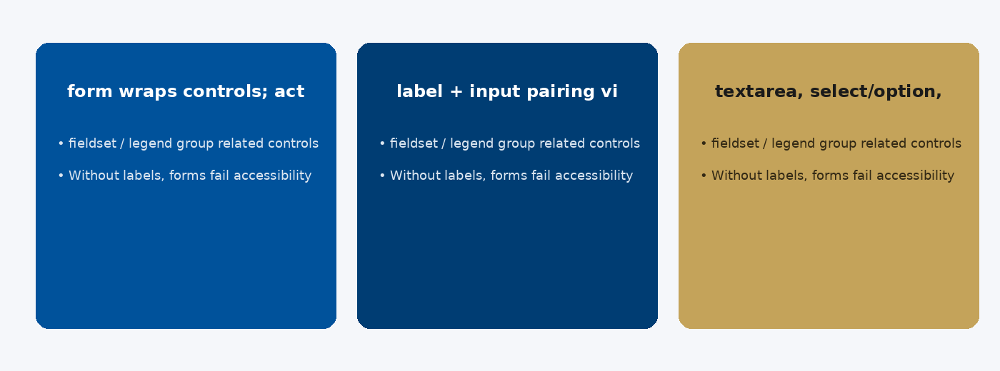 form wraps controls; act
• fieldset / legend group related controls
• Without labels, forms fail accessibility
label + input pairing vi
• fieldset / legend group related controls
• Without labels, forms fail accessibility
textarea, select/option,
• fieldset / legend group related controls
• Without labels, forms fail accessibility